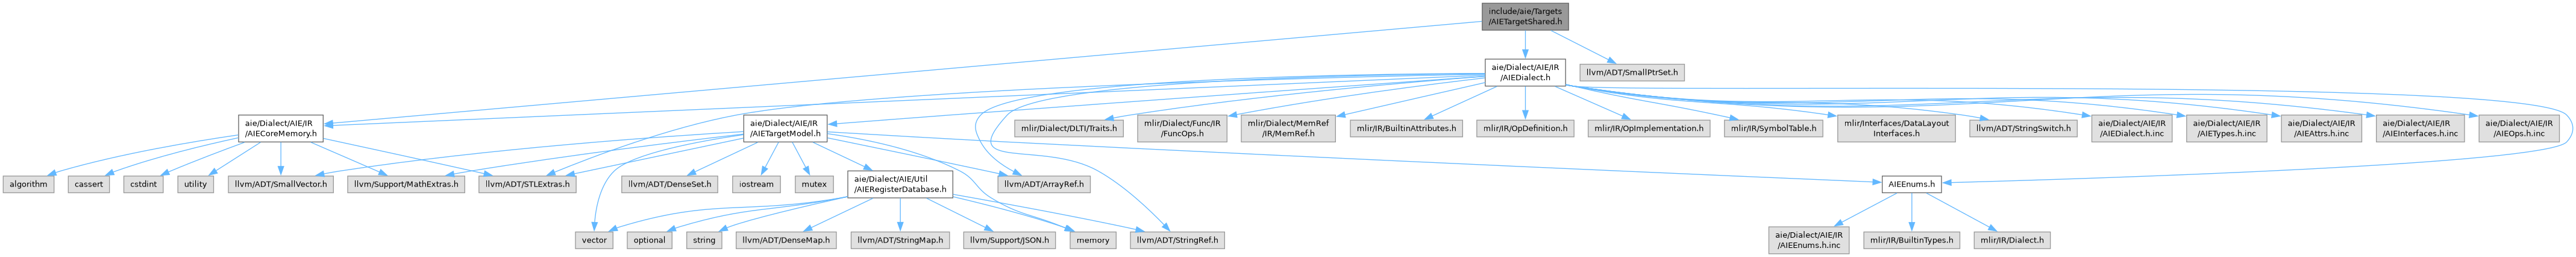 include/aie/Targets
/AIETargetShared.h
aie/Dialect/AIE/IR
/AIEDialect.h
llvm/ADT/SmallPtrSet.h
aie/Dialect/AIE/IR
/AIECoreMemory.h
aie/Dialect/AIE/IR
/AIETargetModel.h
mlir/Dialect/DLTI/Traits.h
mlir/Dialect/Func/IR
/FuncOps.h
mlir/Dialect/MemRef
/IR/MemRef.h
mlir/IR/BuiltinAttributes.h
mlir/IR/OpDefinition.h
mlir/IR/OpImplementation.h
mlir/IR/SymbolTable.h
mlir/Interfaces/DataLayout
Interfaces.h
llvm/ADT/StringSwitch.h
aie/Dialect/AIE/IR
/AIEDialect.h.inc
aie/Dialect/AIE/IR
/AIETypes.h.inc
aie/Dialect/AIE/IR
/AIEAttrs.h.inc
aie/Dialect/AIE/IR
/AIEInterfaces.h.inc
aie/Dialect/AIE/IR
/AIEOps.h.inc
algorithm
cassert
cstdint
utility
llvm/ADT/SmallVector.h
llvm/Support/MathExtras.h
llvm/ADT/STLExtras.h
llvm/ADT/DenseSet.h
iostream
mutex
aie/Dialect/AIE/Util
/AIERegisterDatabase.h
llvm/ADT/ArrayRef.h
AIEEnums.h
vector
optional
string
llvm/ADT/DenseMap.h
llvm/ADT/StringMap.h
llvm/Support/JSON.h
memory
llvm/ADT/StringRef.h
aie/Dialect/AIE/IR
/AIEEnums.h.inc
mlir/IR/BuiltinTypes.h
mlir/IR/Dialect.h